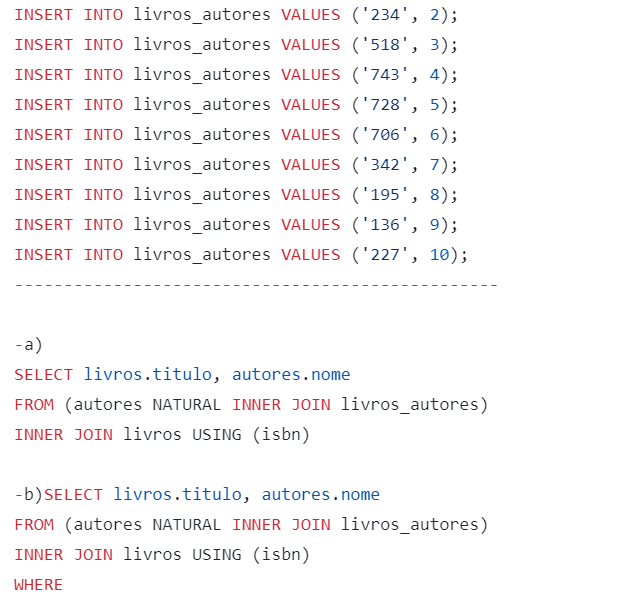 INSERT INTO livros_autores VALUES ('234', 2);
INSERT INTO livros_autores VALUES ('518', 3);
INSERT INTO livros_autores VALUES ('743', 4);
INSERT INTO livros_autores VALUES ('728', 5);
INSERT INTO livros_autores VALUES ('706', 6);
INSERT INTO livros_autores VALUES ('342', 7);
INSERT INTO livros_autores VALUES ('195', 8);
INSERT INTO livros_autores VALUES ('136', 9);
INSERT INTO livros_autores VALUES ('227', 10);
-------------------------------------------------
-a)
SELECT livros.titulo, autores.nome
FROM (autores NATURAL INNER JOIN livros_autores)
INNER JOIN livros USING (isbn)
-b)SELECT livros.titulo, autores.nome
FROM (autores NATURAL INNER JOIN livros_autores)
INNER JOIN livros USING (isbn)
WHERE